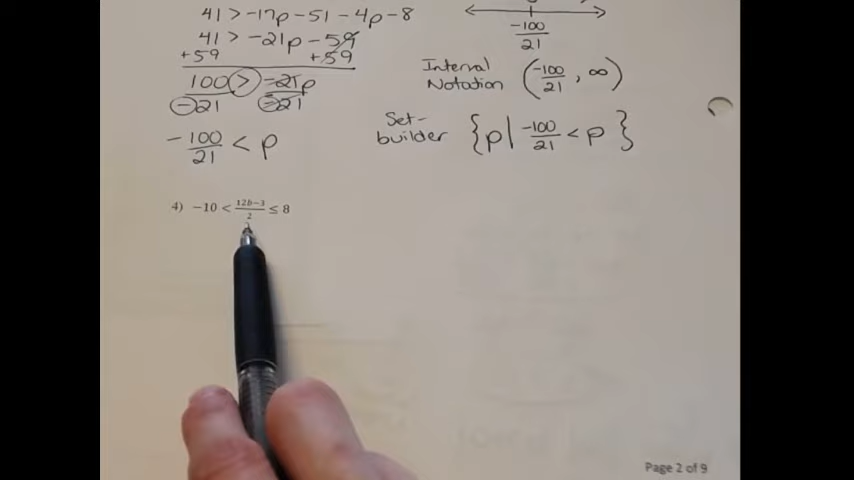 41 > -17p - 51 - 4p - 8
41 > -21p - 59
+59 +59
100 > -21p
-21 -21
-100/21 < p
-100/21
Interval
Notation (-100/21, ∞)
Set-
builder {p | -100/21 < p}
4) −10 < (12b−3)/2 ≤ 8
Page 2 of 9